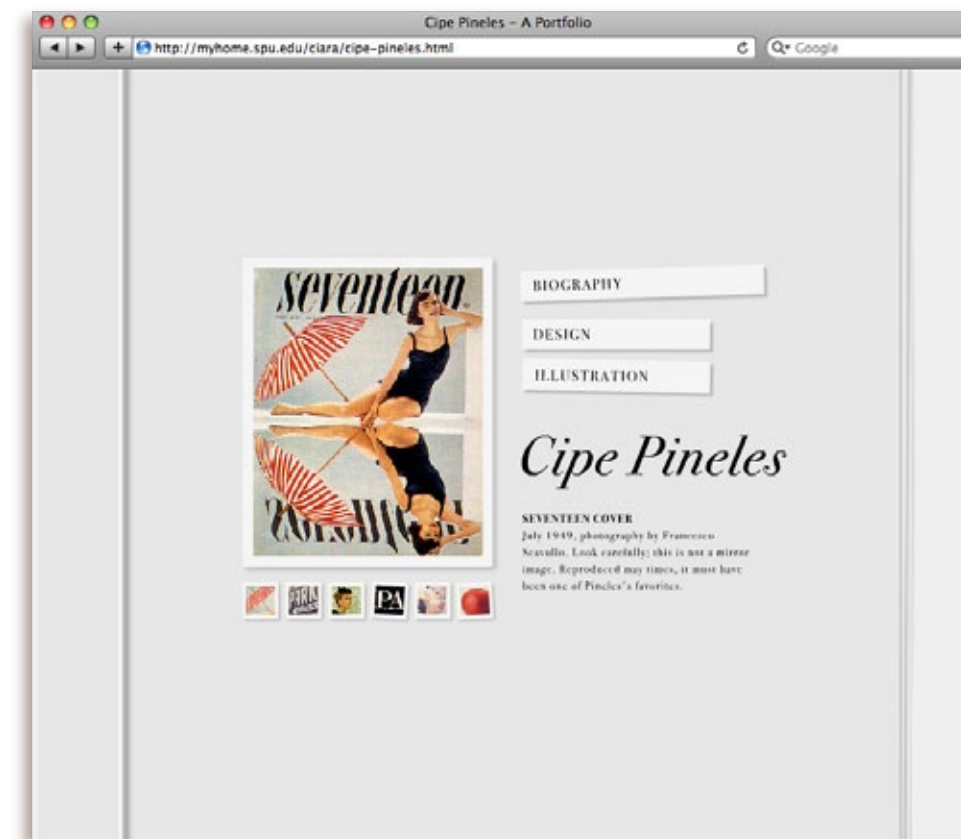 Cipe Pineles – A Portfolio
http://myhome.spu.edu/ciara/cipe-pineles.html
Google
seventeen
BIOGRAPHY
DESIGN
ILLUSTRATION
Cipe Pineles
SEVENTEEN COVER
July 1949, photography by Francesco
Scavullo. Look carefully; this is not a mirror
image. Reproduced may times, it must have
been one of Pineles's favorites.
PARK
PA